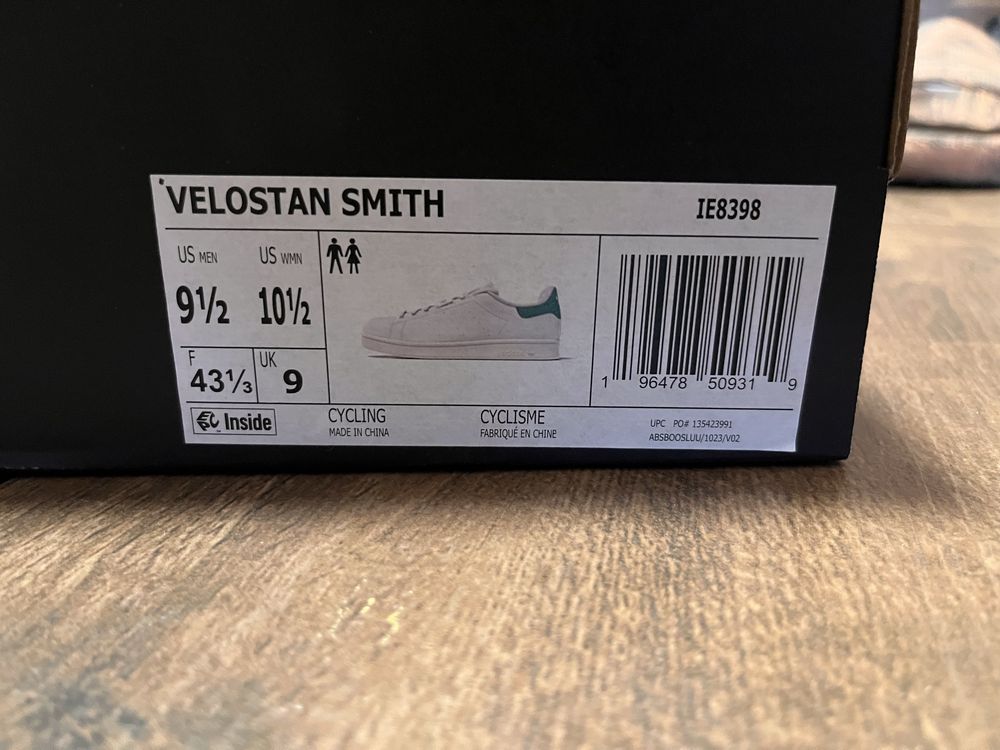 VELOSTAN SMITH
IE8398
US MEN
US WMN
9½
10½
F
43⅓
UK
9
1 96478 50931 9
Inside
CYCLING
MADE IN CHINA
CYCLISME
FABRIQUÉ EN CHINE
UPC PO# 135423991
ABSBOOSLUU/1023/V02